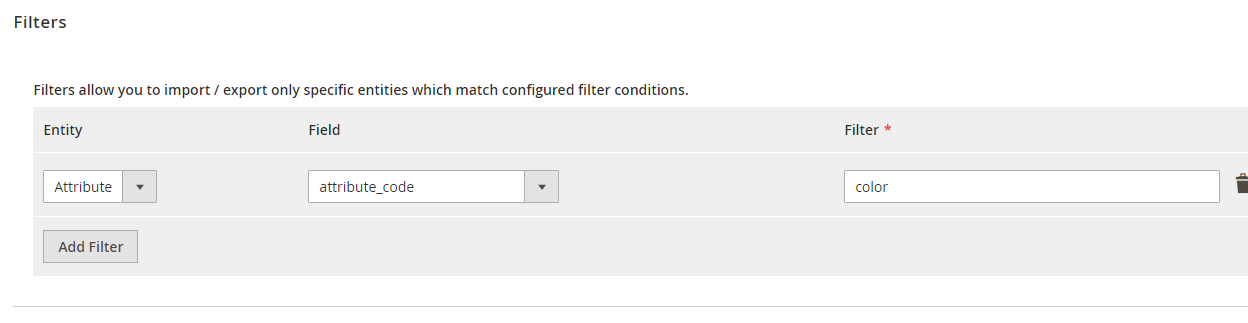 Filters
Filters allow you to import / export only specific entities which match configured filter conditions.
Entity Field Filter *
Attribute attribute_code color
Add Filter